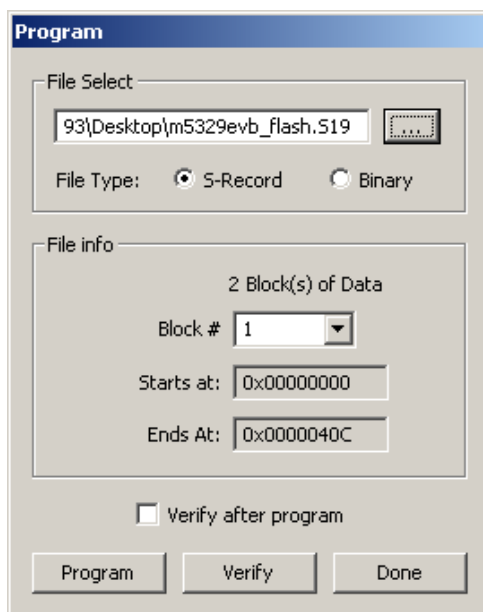 Program
File Select
93\Desktop\m5329evb_flash.S19 ...
File Type: S-Record Binary
File info
2 Block(s) of Data
Block # 1
Starts at: 0x00000000
Ends At: 0x0000040C
Verify after program
Program Verify Done